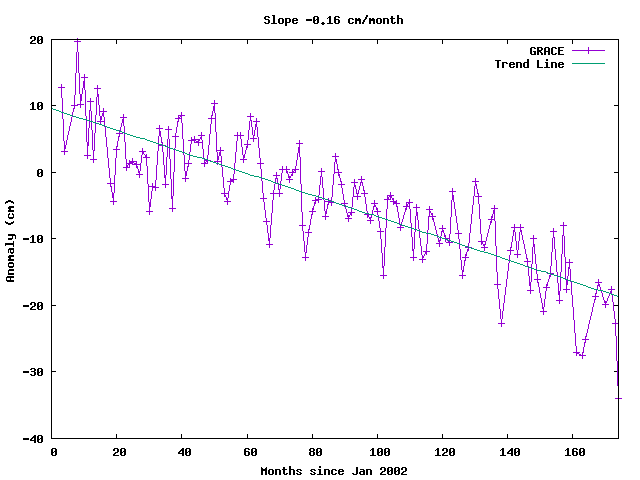 Slope -0.16 cm/month
GRACE
Trend Line
20
10
0
-10
-20
-30
-40
Anomaly (cm)
0 20 40 60 80 100 120 140 160
Months since Jan 2002